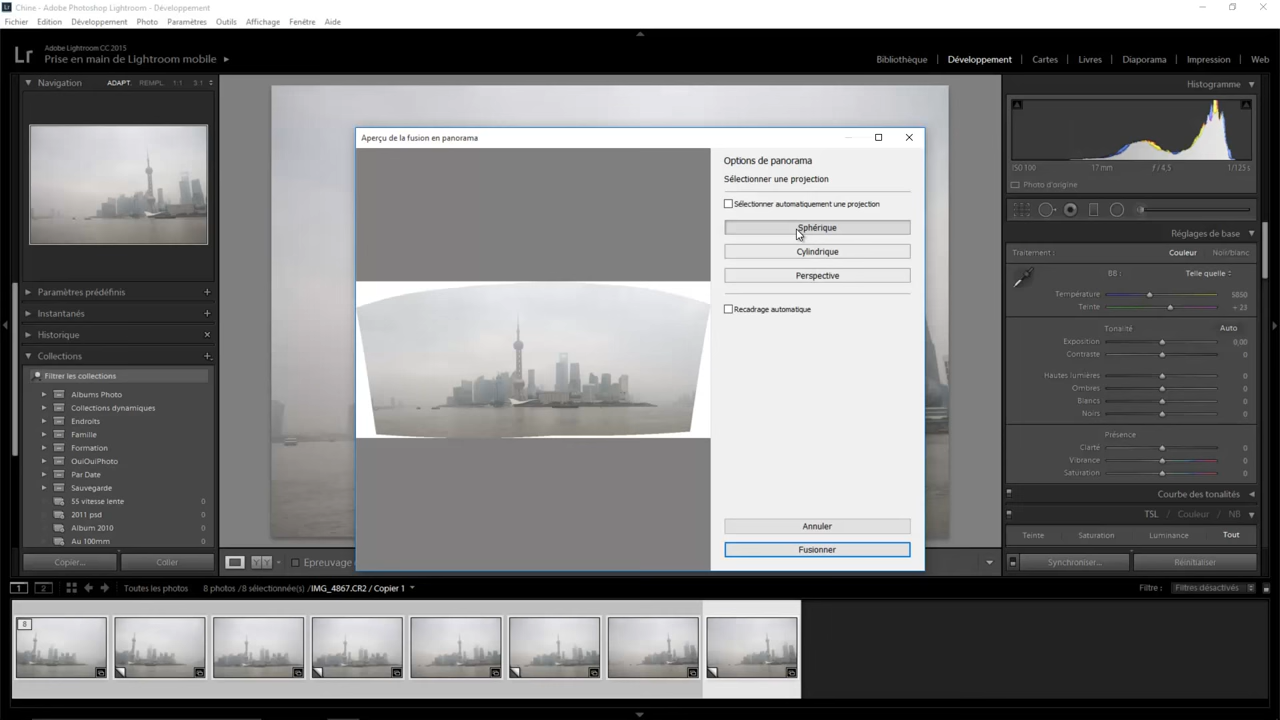 Chine - Adobe Photoshop Lightroom - Développement
Fichier Edition Développement Photo Paramètres Outils Affichage Fenêtre Aide
Lr
Adobe Lightroom CC 2015
Prise en main de Lightroom mobile
Bibliothèque Développement Cartes Livres Diaporama Impression Web
Navigation ADAPT. REMPL. 1:1 3:1
Paramètres prédéfinis
Instantanés
Historique
Collections
Filtrer les collections
Albums Photo
Collections dynamiques
Endroits
Famille
Formation
OuiOuiPhoto
Par Date
Sauvegarde
55 vitesse lente 0
2011 psd 0
Album 2010 0
Au 100mm 0
Copier... Coller
Aperçu de la fusion en panorama
Options de panorama
Sélectionner une projection
Sélectionner automatiquement une projection
Sphérique
Cylindrique
Perspective
Recadrage automatique
Annuler
Fusionner
Epreuvage
Histogramme
ISO 100 17 mm f / 4,5 1/125s
Photo d'origine
Réglages de base
Traitement : Couleur Noir/blanc
BB : Telle quelle
Température 5850
Teinte + 23
Tonalité Auto
Exposition 0,00
Contraste 0
Hautes lumières 0
Ombres 0
Blancs 0
Noirs 0
Présence
Clarté 0
Vibrance 0
Saturation 0
Courbe des tonalités
TSL / Couleur / NB
Teinte Saturation Luminance Tout
Synchroniser... Réinitialiser
1 2 Toutes les photos 8 photos /8 sélectionnée(s) /IMG_4867.CR2 / Copier 1 Filtre : Filtres désactivés
8